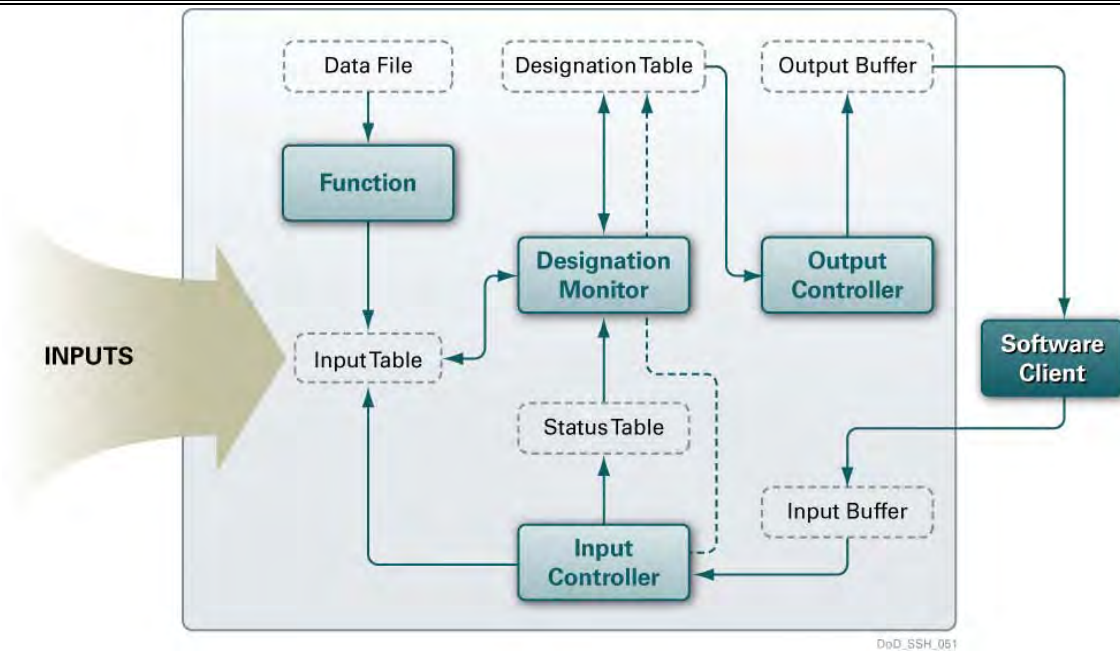 Data File
Designation Table
Output Buffer
Function
Designation
Monitor
Output
Controller
INPUTS
Input Table
Software
Client
Status Table
Input Buffer
Input
Controller
DoD_SSH_051